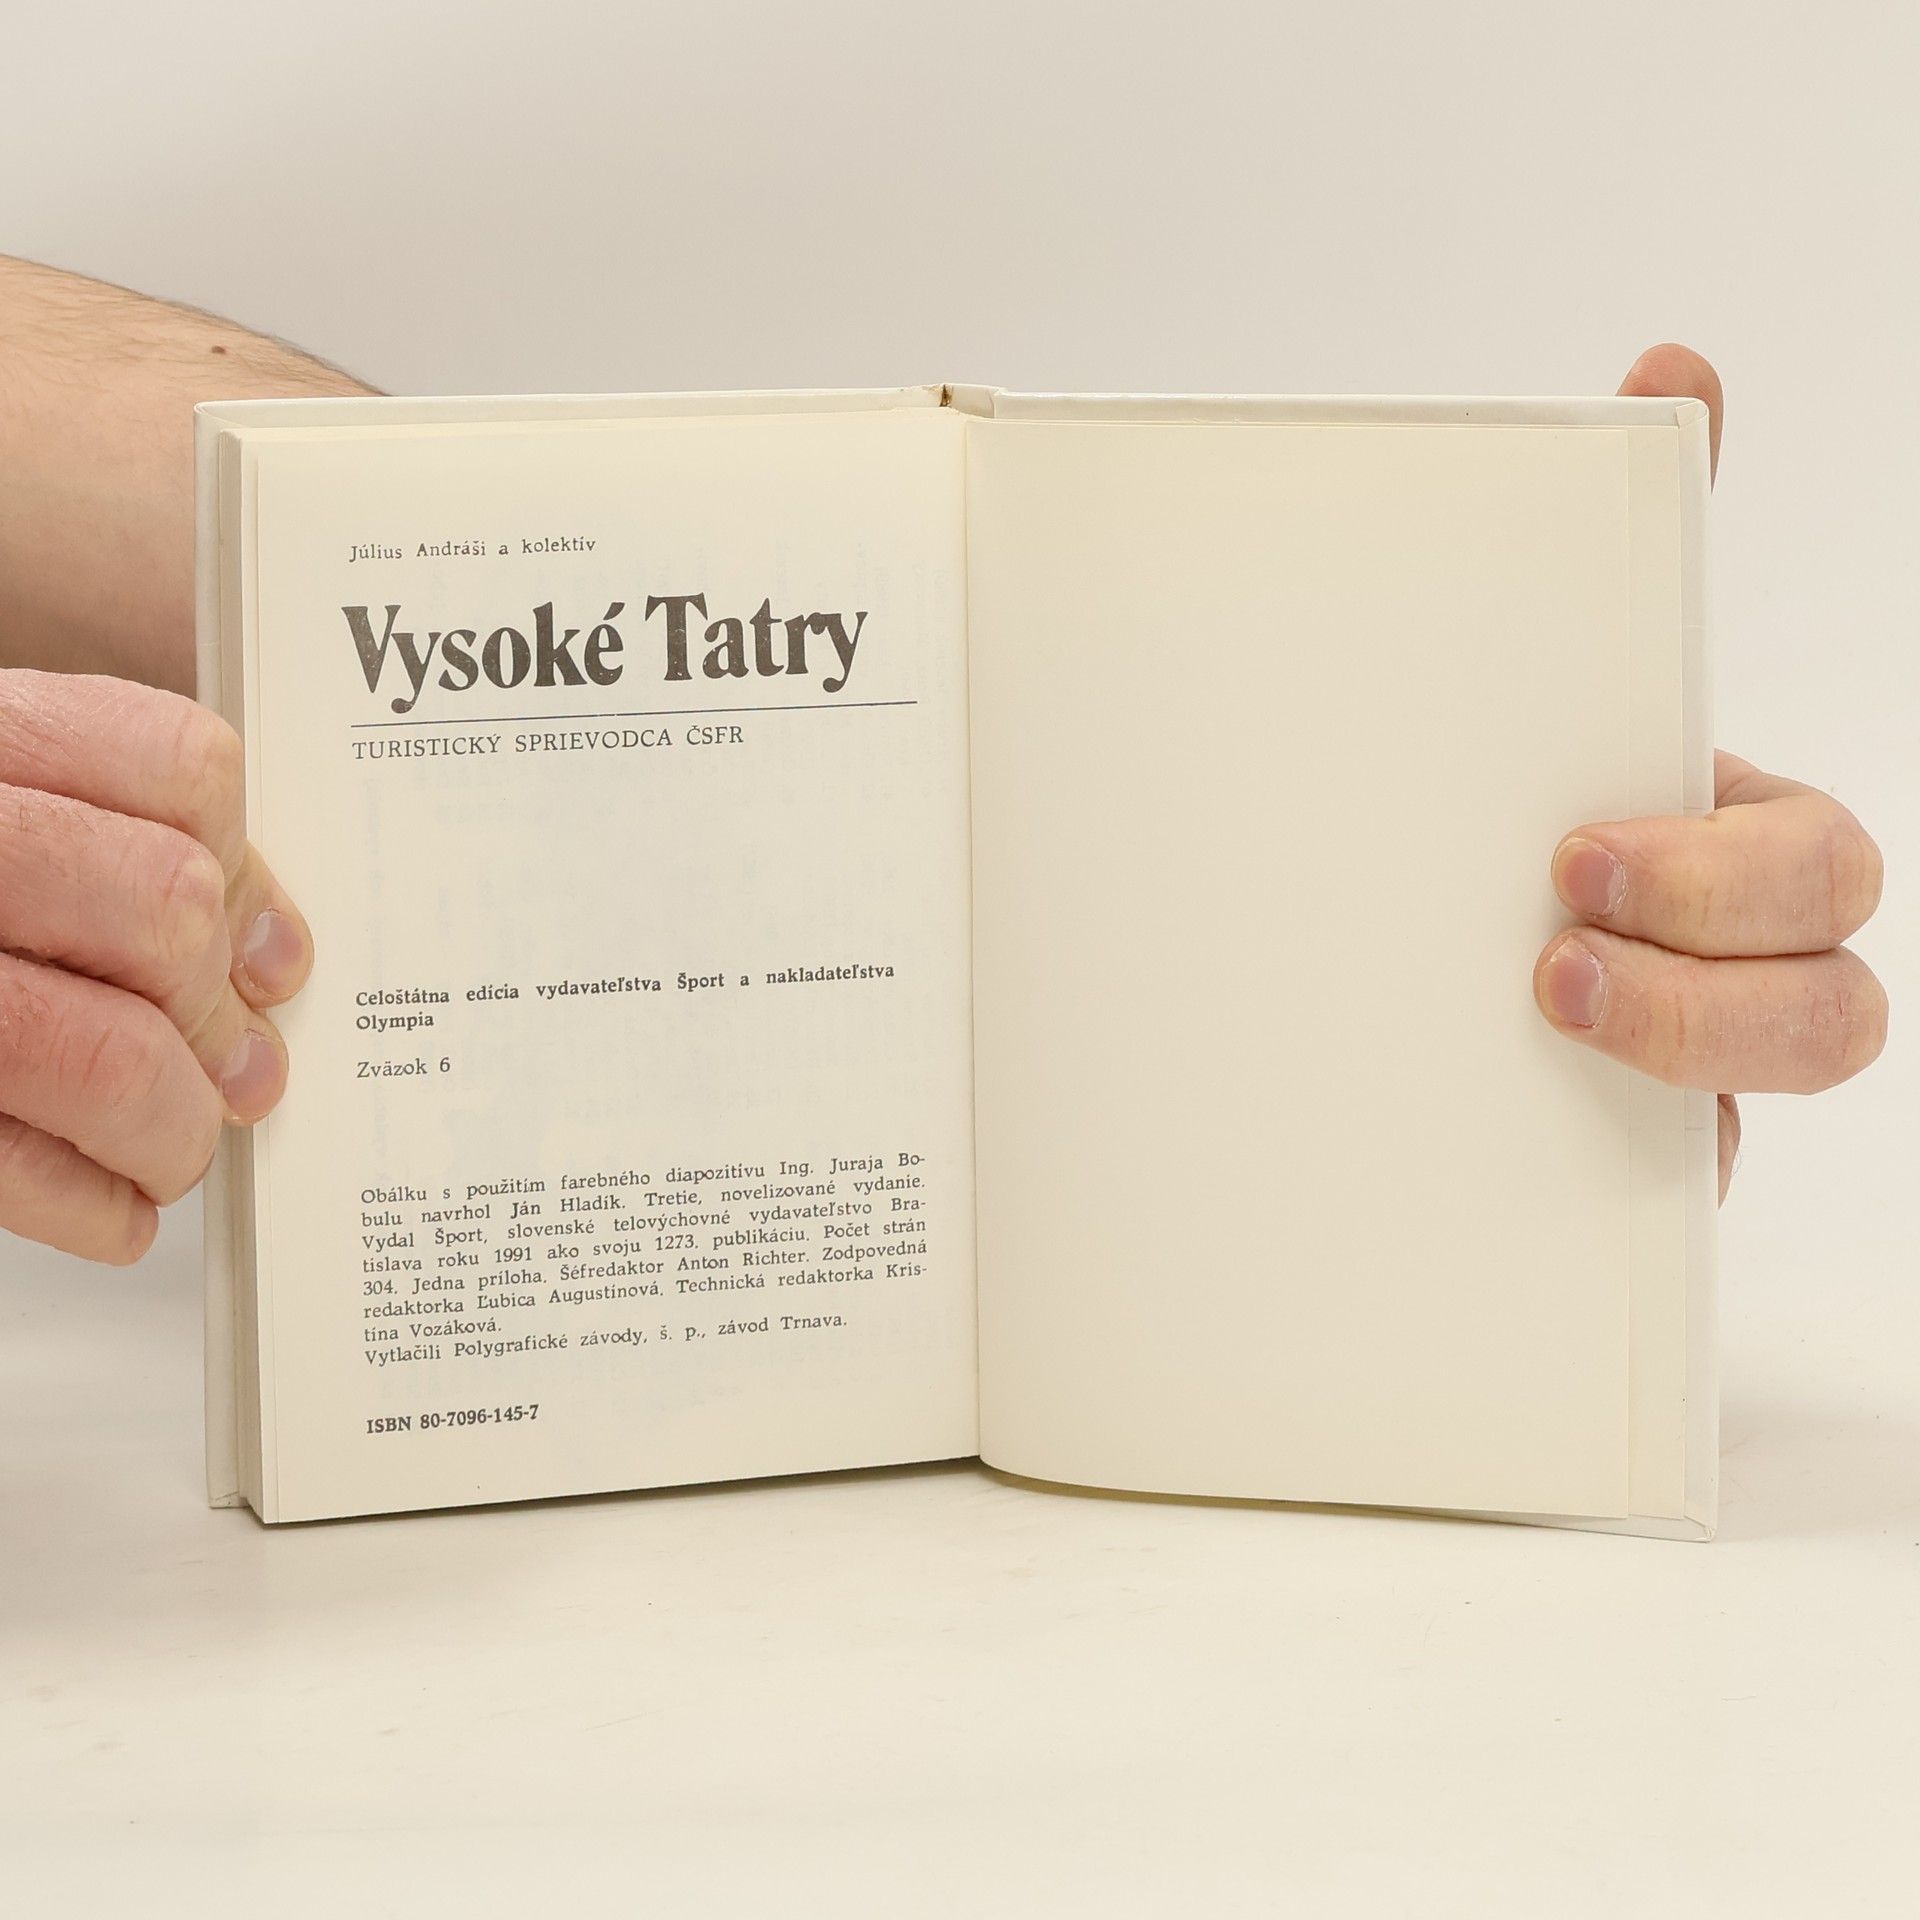 Július Andráši a kolektív
Vysoké Tatry
TURISTICKÝ SPRIEVODCA ČSFR
Celoštátna edícia vydavateľstva Šport a nakladateľstva
Olympia
Zväzok 6
Obálku s použitím farebného diapozitívu Ing. Juraja Bo-
bulu navrhol Ján Hladík. Tretie, novelizované vydanie.
Vydal Šport, slovenské telovýchovné vydavateľstvo Bra-
tislava roku 1991 ako svoju 1273. publikáciu. Počet strán
304. Jedna príloha. Šéfredaktor Anton Richter. Zodpovedná
redaktorka Ľubica Augustínová. Technická redaktorka Kris-
tína Vozáková.
Vytlačili Polygrafické závody, š. p., závod Trnava.
ISBN 80-7096-145-7